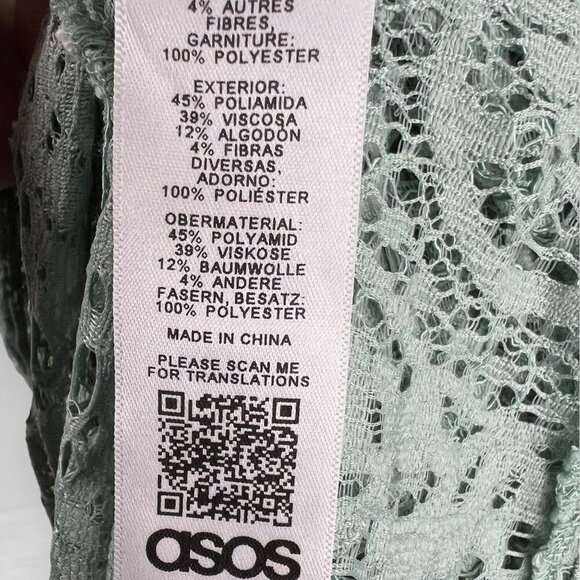 4% AUTRES
FIBRES,
GARNITURE:
100% POLYESTER
EXTERIOR:
45% POLIAMIDA
39% VISCOSA
12% ALGODÓN
4% FIBRAS
DIVERSAS,
ADORNO:
100% POLIÉSTER
OBERMATERIAL:
45% POLYAMID
39% VISKOSE
12% BAUMWOLLE
4% ANDERE
FASERN, BESATZ:
100% POLYESTER
MADE IN CHINA
PLEASE SCAN ME
FOR TRANSLATIONS
asos